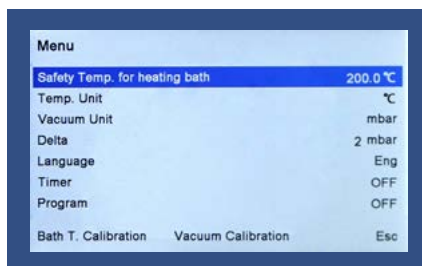 Menu
Safety Temp. for heating bath 200.0 ℃
Temp. Unit ℃
Vacuum Unit mbar
Delta 2 mbar
Language Eng
Timer OFF
Program OFF
Bath T. Calibration Vacuum Calibration Esc